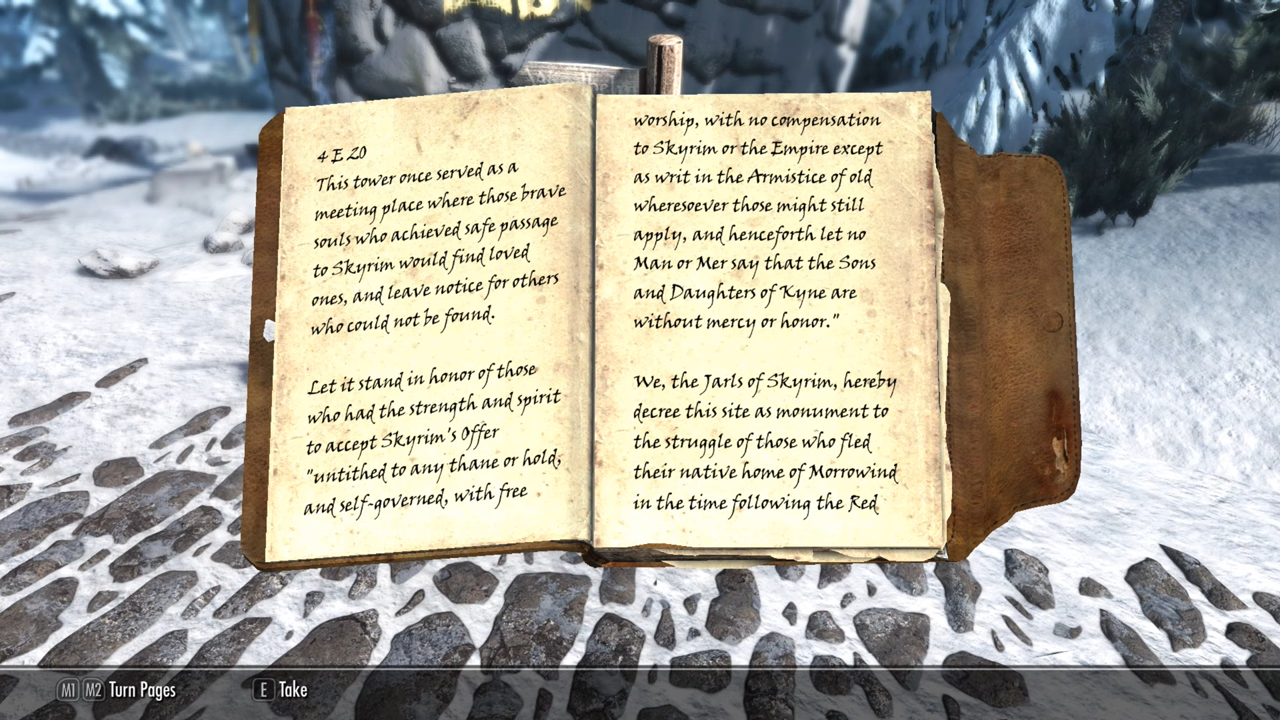 4 E 20
This tower once served as a
meeting place where those brave
souls who achieved safe passage
to Skyrim would find loved
ones, and leave notice for others
who could not be found.
Let it stand in honor of those
who had the strength and spirit
to accept Skyrim's Offer
"untithed to any thane or hold,
and self-governed, with free
worship, with no compensation
to Skyrim or the Empire except
as writ in the Armistice of old
wheresoever those might still
apply, and henceforth let no
Man or Mer say that the Sons
and Daughters of Kyne are
without mercy or honor."
We, the Jarls of Skyrim, hereby
decree this site as monument to
the struggle of those who fled
their native home of Morrowind
in the time following the Red
M1 M2 Turn Pages
E Take